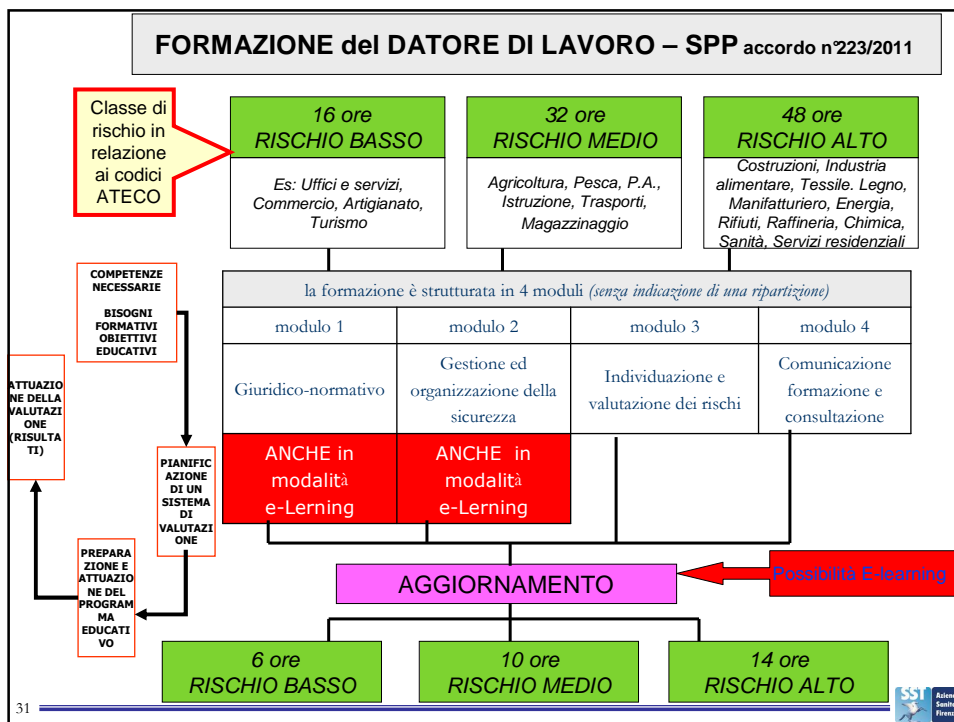 FORMAZIONE del DATORE DI LAVORO – SPP accordo n°223/2011
Classe di
rischio in
relazione
ai codici
ATECO
16 ore
RISCHIO BASSO
Es: Uffici e servizi,
Commercio, Artigianato,
Turismo
32 ore
RISCHIO MEDIO
Agricoltura, Pesca, P.A.,
Istruzione, Trasporti,
Magazzinaggio
48 ore
RISCHIO ALTO
Costruzioni, Industria
alimentare, Tessile. Legno,
Manifatturiero, Energia,
Rifiuti, Raffineria, Chimica,
Sanità, Servizi residenziali
COMPETENZE
NECESSARIE
BISOGNI
FORMATIVI
OBIETTIVI
EDUCATIVI
ATTUAZIO
NE DELLA
VALUTAZI
ONE
(RISULTA
TI)
PIANIFIC
AZIONE
DI UN
SISTEMA
DI
VALUTAZI
ONE
PREPARA
ZIONE E
ATTUAZIO
NE DEL
PROGRAM
MA
EDUCATI
VO
la formazione è strutturata in 4 moduli (senza indicazione di una ripartizione)
modulo 1
modulo 2
modulo 3
modulo 4
Giuridico-normativo
Gestione ed
organizzazione della
sicurezza
Individuazione e
valutazione dei rischi
Comunicazione
formazione e
consultazione
ANCHE in
modalità
e-Lerning
ANCHE in
modalità
e-Lerning
AGGIORNAMENTO
Possibilità E-learning
6 ore
RISCHIO BASSO
10 ore
RISCHIO MEDIO
14 ore
RISCHIO ALTO
31
SST
Azien
Sanit
Firenz